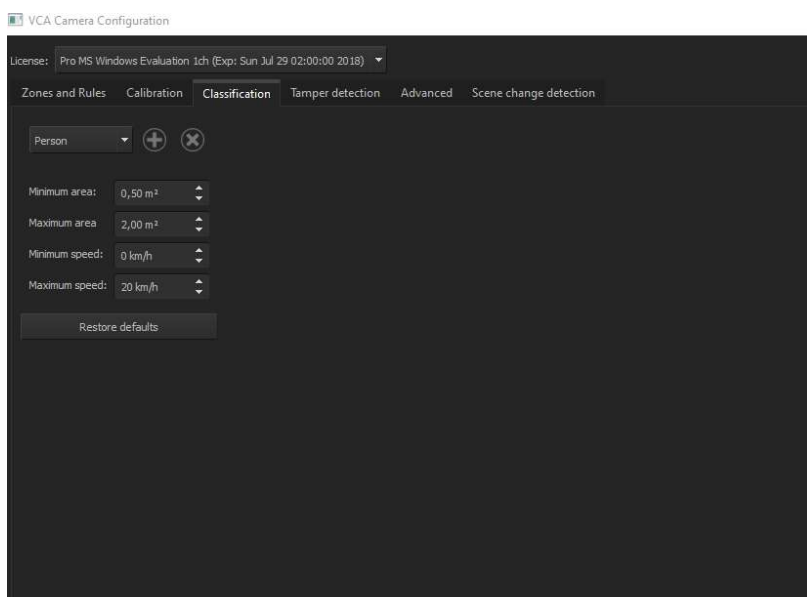 VCA Camera Configuration
License: Pro MS Windows Evaluation 1ch (Exp: Sun Jul 29 02:00:00 2018)
Zones and Rules Calibration Classification Tamper detection Advanced Scene change detection
Person
Minimum area: 0,50 m²
Maximum area 2,00 m²
Minimum speed: 0 km/h
Maximum speed: 20 km/h
Restore defaults